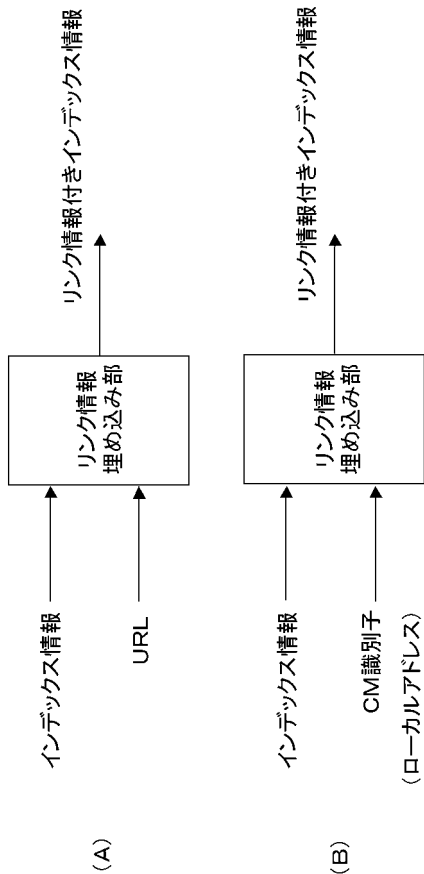 (A)
インデックス情報
URL
リンク情報
埋め込み部
リンク情報付きインデックス情報
(B)
インデックス情報
CM識別子
(ローカルアドレス)
リンク情報
埋め込み部
リンク情報付きインデックス情報